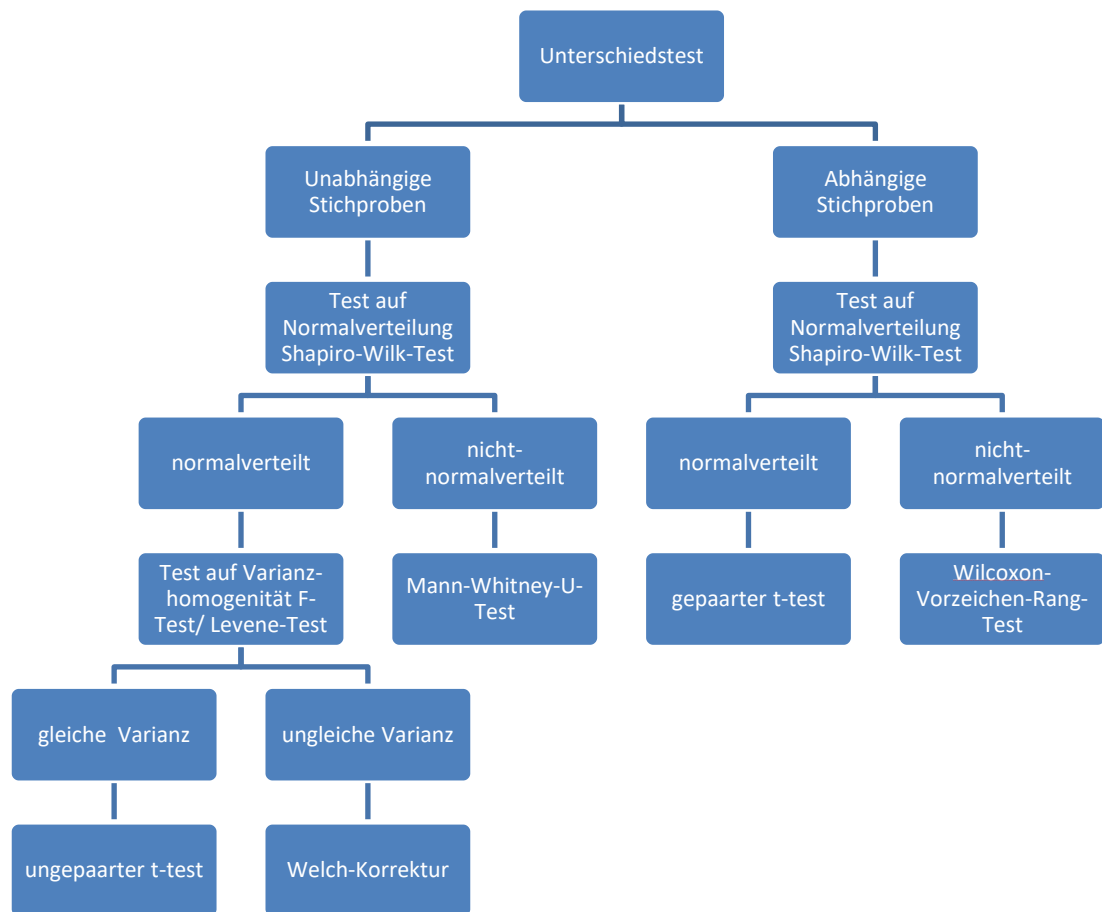 Unterschiedstest
Unabhängige
Stichproben
Abhängige
Stichproben
Test auf
Normalverteilung
Shapiro-Wilk-Test
Test auf
Normalverteilung
Shapiro-Wilk-Test
normalverteilt
nicht-
normalverteilt
normalverteilt
nicht-
normalverteilt
Test auf Varianz-
homogenität F-
Test/ Levene-Test
Mann-Whitney-U-
Test
gepaarter t-test
Wilcoxon-
Vorzeichen-Rang-
Test
gleiche  Varianz
ungleiche Varianz
ungepaarter t-test
Welch-Korrektur